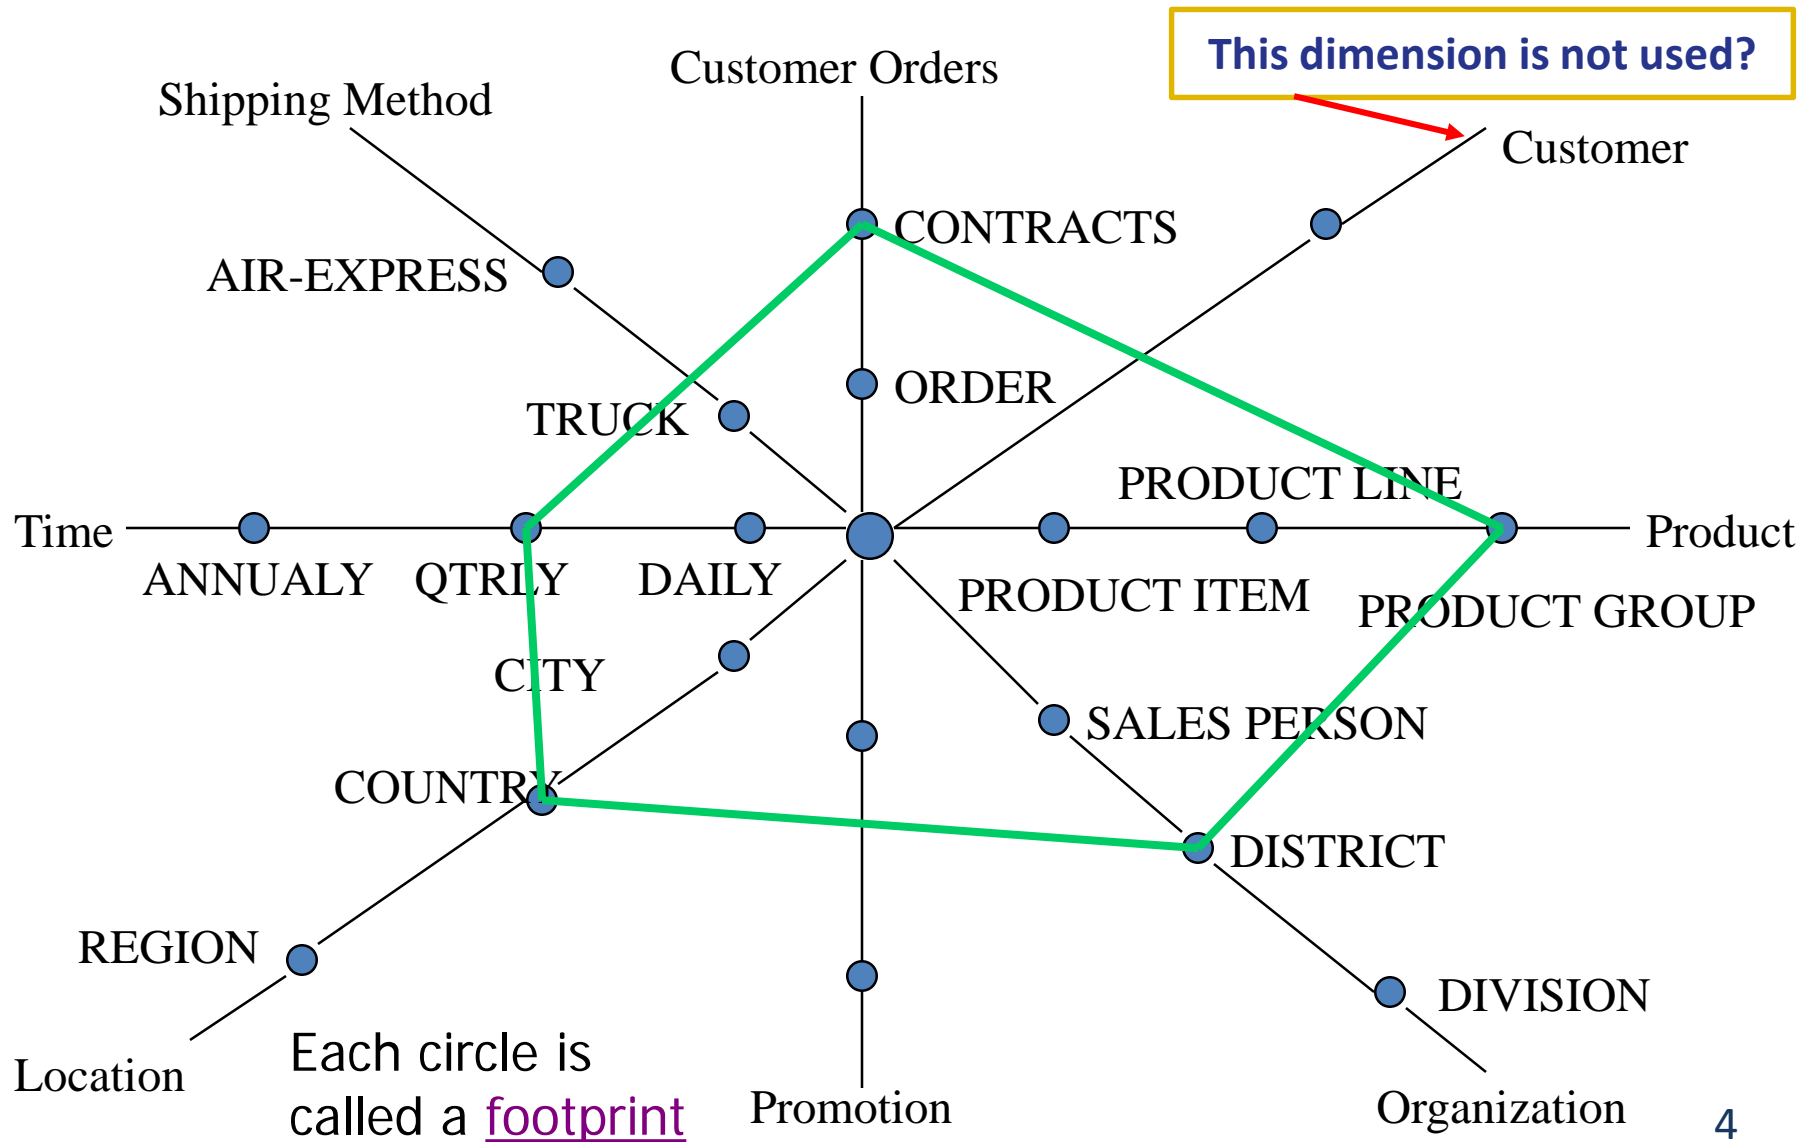 This dimension is not used?
Customer Orders
Shipping Method
Customer
CONTRACTS
AIR-EXPRESS
ORDER
TRUCK
PRODUCT LINE
Time
Product
ANNUALY
QTRLY
DAILY
PRODUCT ITEM
PRODUCT GROUP
CITY
SALES PERSON
COUNTRY
DISTRICT
REGION
DIVISION
Each circle is
called a footprint
Location
Promotion
Organization
4